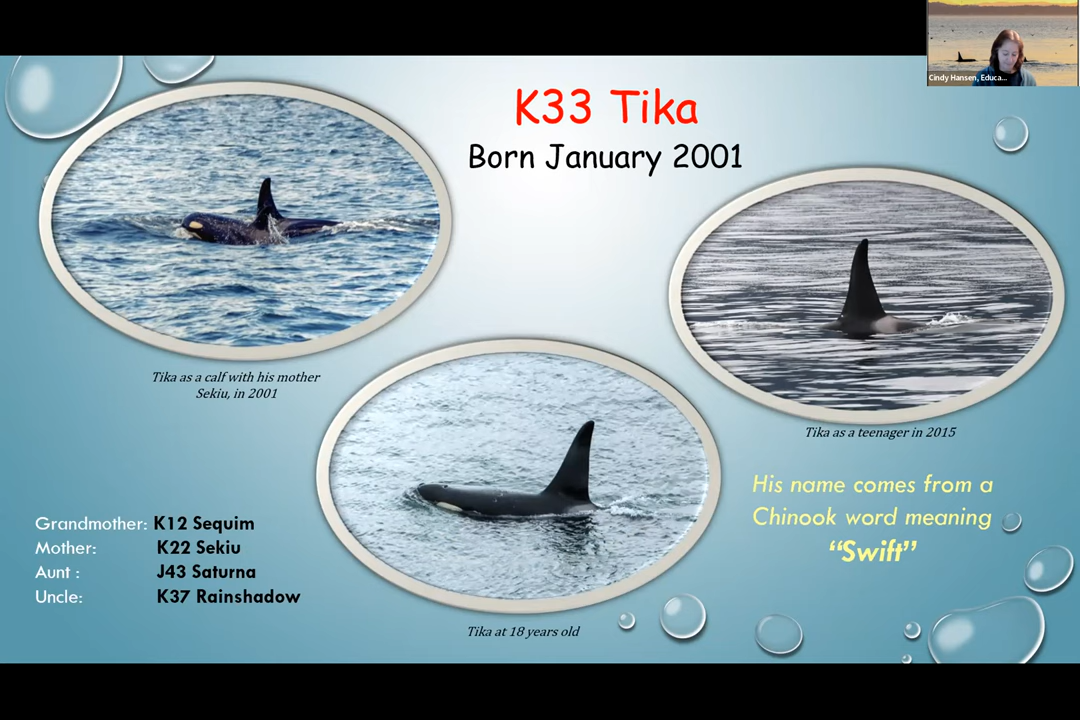 Cindy Hansen, Educa...
K33 Tika
Born January 2001
Tika as a calf with his mother
Sekiu, in 2001
Tika as a teenager in 2015
His name comes from a
Chinook word meaning
“Swift”
Grandmother: K12 Sequim
Mother: K22 Sekiu
Aunt : J43 Saturna
Uncle: K37 Rainshadow
Tika at 18 years old